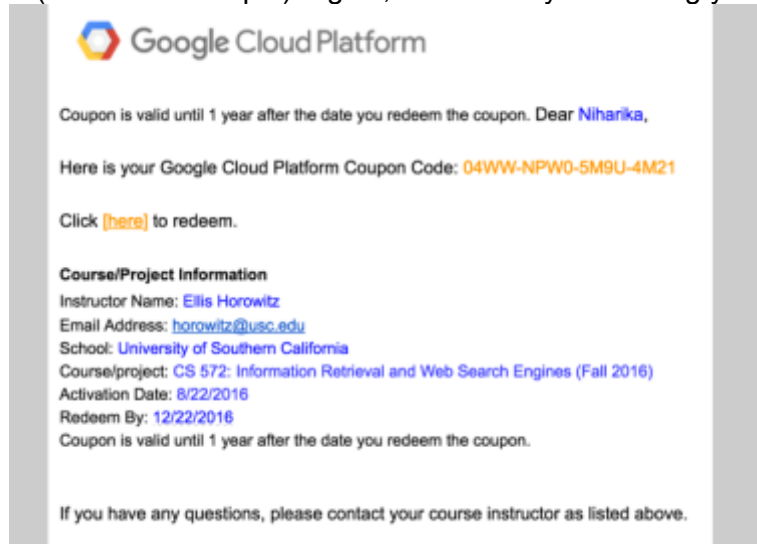 Google Cloud Platform
Coupon is valid until 1 year after the date you redeem the coupon. Dear Niharika,
Here is your Google Cloud Platform Coupon Code: 04WW-NPW0-5M9U-4M21
Click [here] to redeem.
Course/Project Information
Instructor Name: Ellis Horowitz
Email Address: horowitz@usc.edu
School: University of Southern California
Course/project: CS 572: Information Retrieval and Web Search Engines (Fall 2016)
Activation Date: 8/22/2016
Redeem By: 12/22/2016
Coupon is valid until 1 year after the date you redeem the coupon.
If you have any questions, please contact your course instructor as listed above.